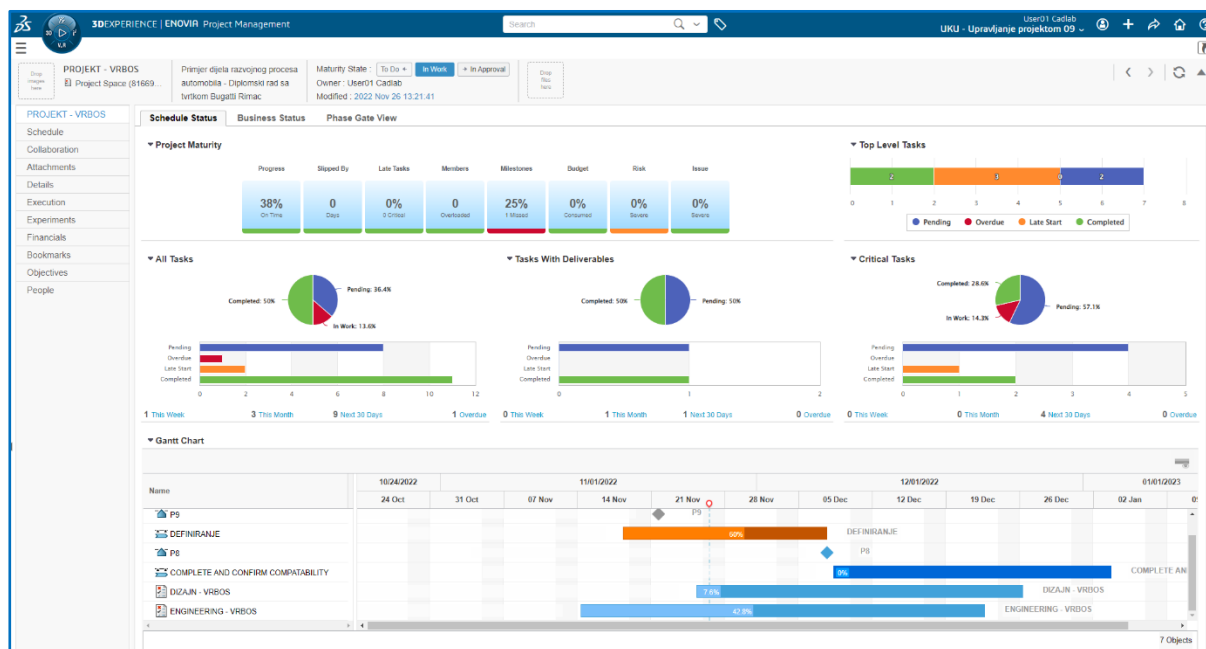 3DEXPERIENCE | ENOVIA Project Management
Search
User01 Cadlab
UKU - Upravljanje projektom 09
3D
V.R
Drop images here
PROJEKT - VRBOS
Project Space (81669...
Primjer dijela razvojnog procesa
automobila - Diplomski rad sa
tvrtkom Bugatti Rimac
Maturity State : To Do + In Work + In Approval
Owner : User01 Cadlab
Modified : 2022 Nov 26 13:21:41
Drop files here
PROJEKT - VRBOS
Schedule
Collaboration
Attachments
Details
Execution
Experiments
Financials
Bookmarks
Objectives
People
Schedule Status Business Status Phase Gate View
Project Maturity
Progress Slipped By Late Tasks Members Milestones Budget Risk Issue
38% 0 0% 0 25% 0% 0% 0%
On Time Days 0 Critical Overloaded 1 Missed Consumed Severe Severe
Top Level Tasks
2 3 0 2
0 1 2 3 4 5 6 7 8
Pending Overdue Late Start Completed
All Tasks
Completed: 50%
Pending: 36.4%
In Work: 13.6%
Pending
Overdue
Late Start
Completed
0 2 4 6 8 10 12
1 This Week 3 This Month 9 Next 30 Days 1 Overdue
Tasks With Deliverables
Completed: 50% Pending: 50%
Pending
Overdue
Late Start
Completed
0 1 2
0 This Week 1 This Month 1 Next 30 Days 0 Overdue
Critical Tasks
Completed: 28.6%
Pending: 57.1%
In Work: 14.3%
Pending
Overdue
Late Start
Completed
0 1 2 3 4 5
0 This Week 0 This Month 4 Next 30 Days 0 Overdue
Gantt Chart
Name
10/24/2022 11/01/2022 12/01/2022 01/01/2023
24 Oct 31 Oct 07 Nov 14 Nov 21 Nov 28 Nov 05 Dec 12 Dec 19 Dec 26 Dec 02 Jan
P9 P9
DEFINIRANJE 60% DEFINIRANJE
P8 P8
COMPLETE AND CONFIRM COMPATABILITY 0% COMPLETE AN
DIZAJN - VRBOS 7.6% DIZAJN - VRBOS
ENGINEERING - VRBOS 42.9% ENGINEERING - VRBOS
7 Objects